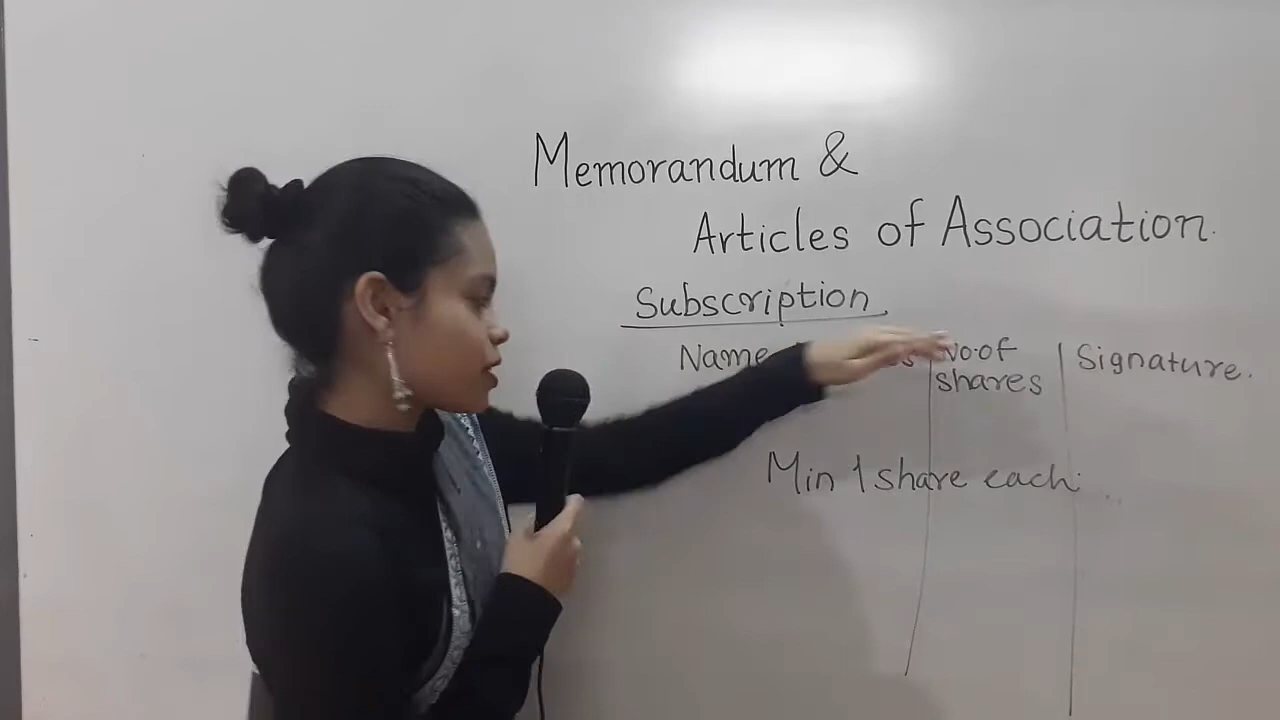 Memorandum &
Articles of Association.
Subscription
Name No. of shares Signature.
Min 1 share each